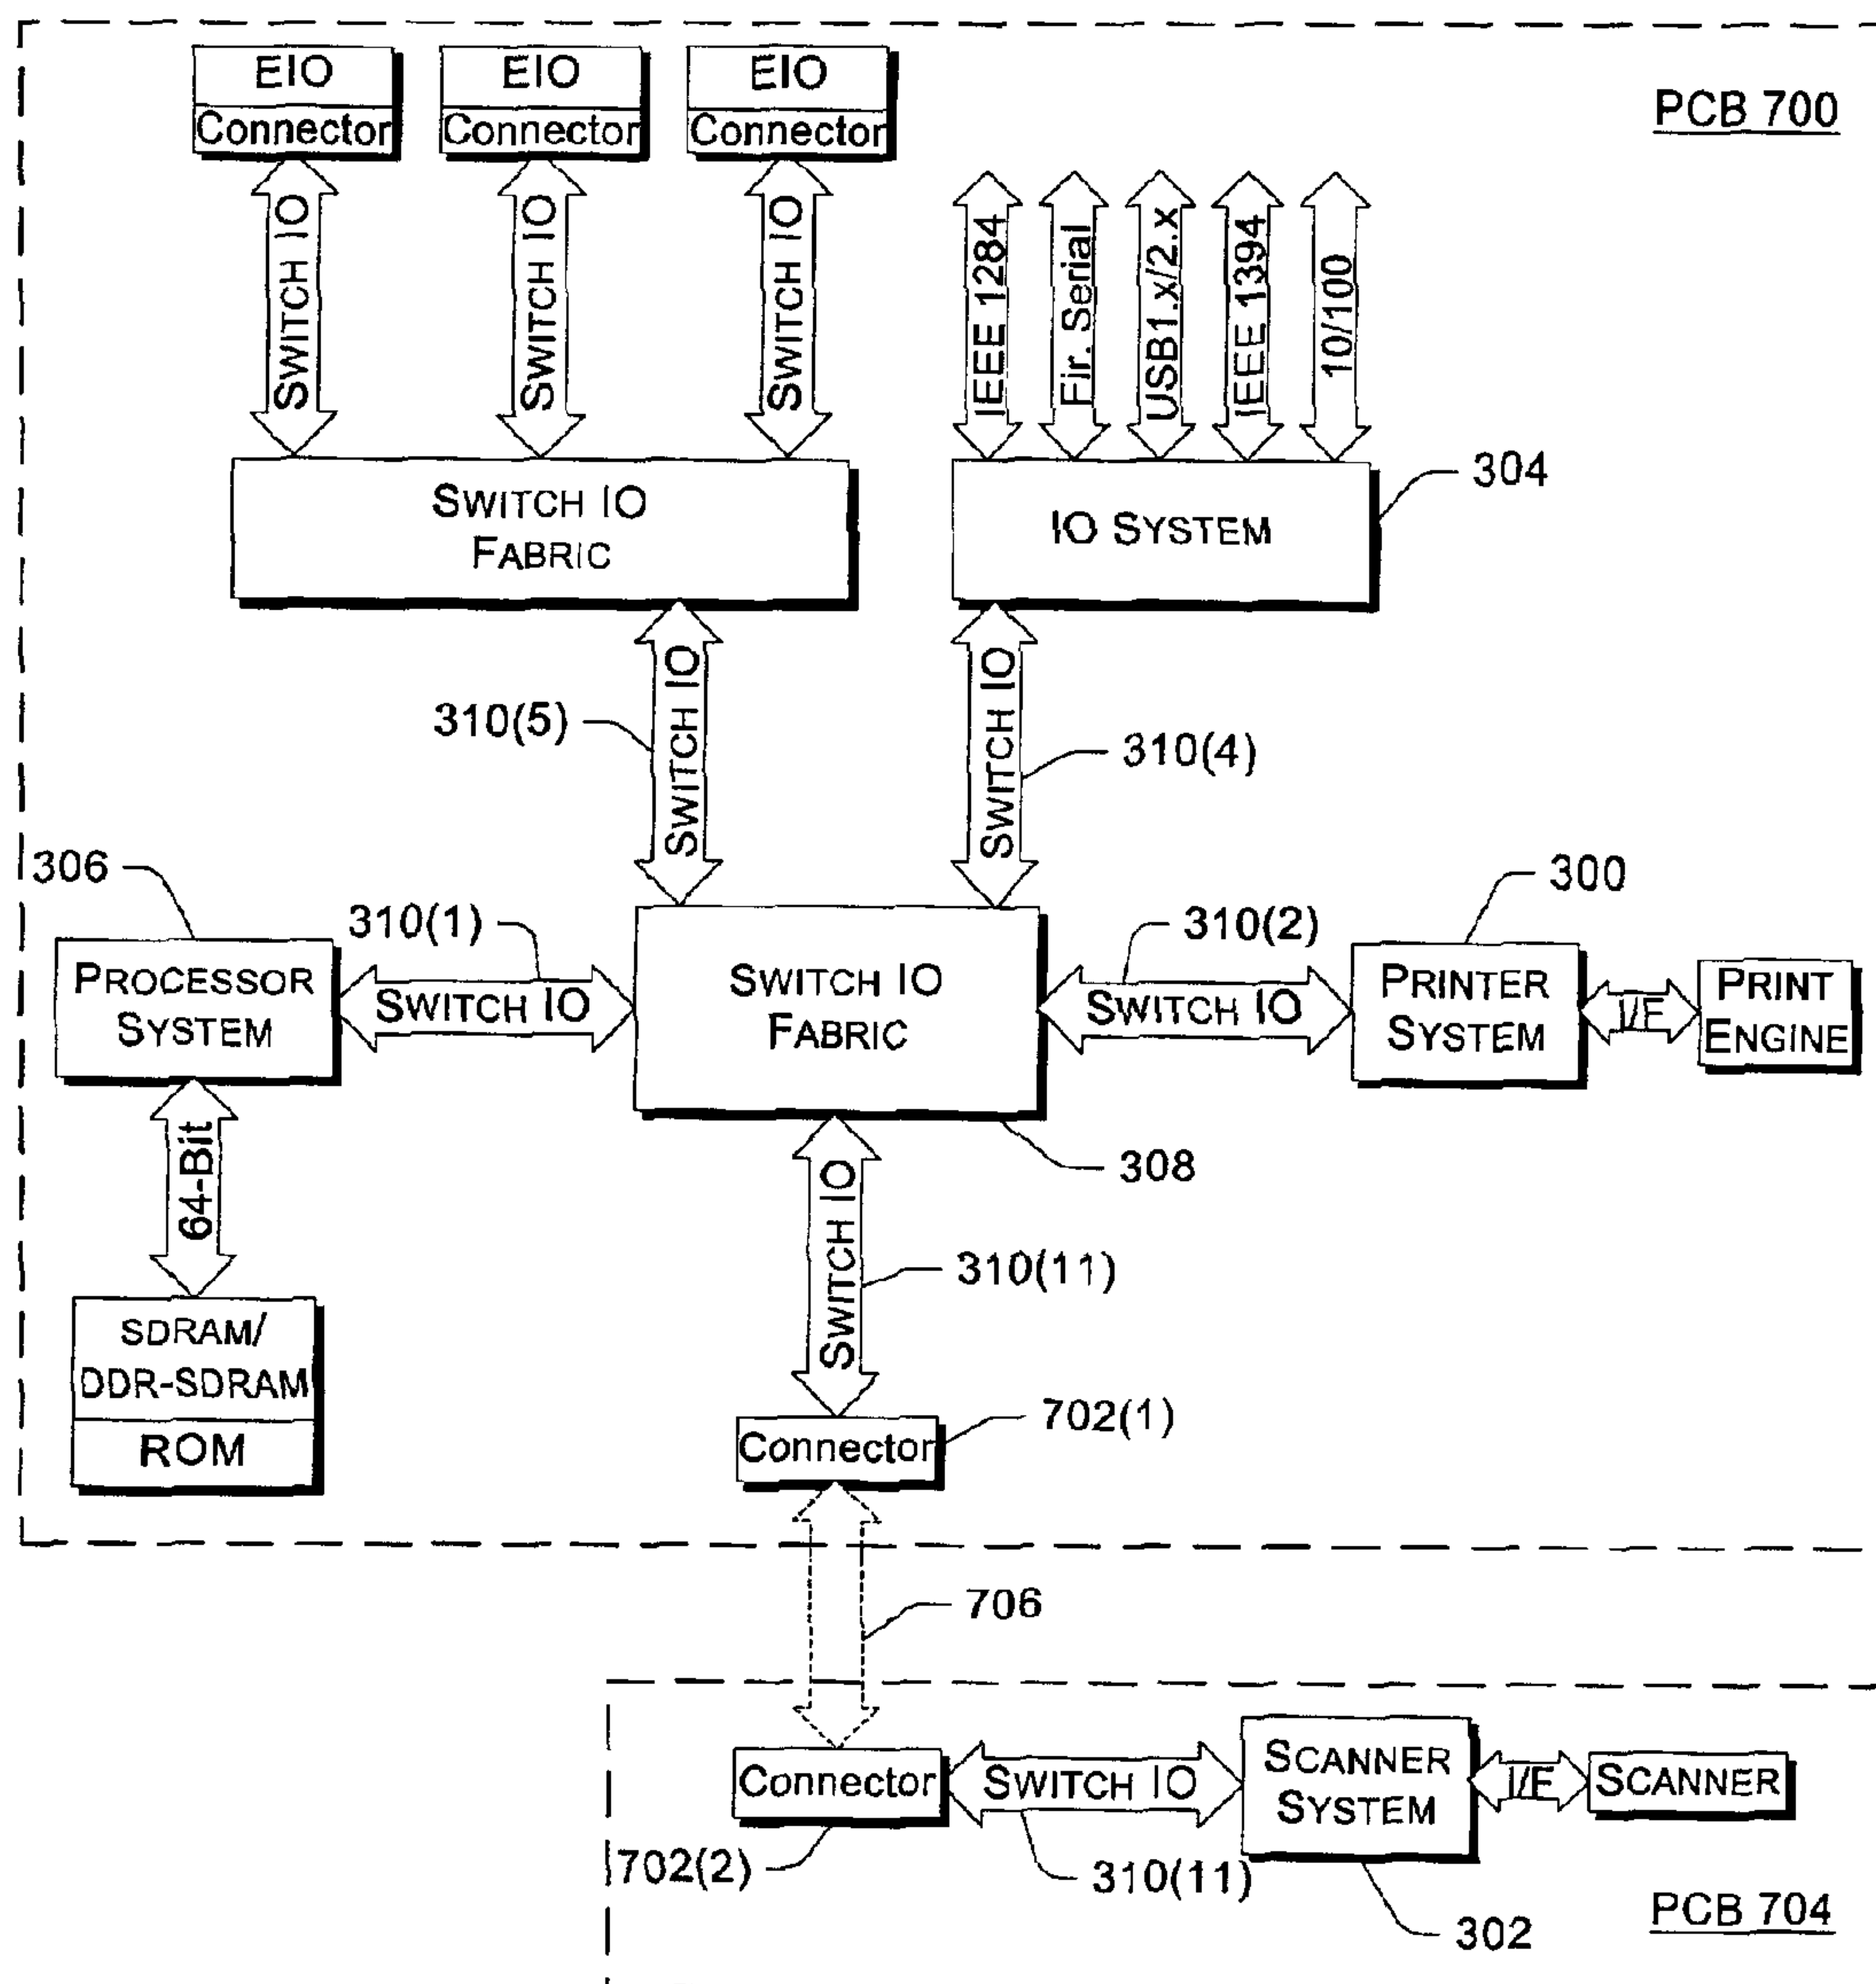 EIO
Connector
EIO
Connector
EIO
Connector
PCB 700
SWITCH IO
SWITCH IO
SWITCH IO
IEEE 1284
Fir. Serial
USB1.x/2.x
IEEE 1394
10/100
SWITCH IO
FABRIC
IO SYSTEM
304
SWITCH IO
310(5)
SWITCH IO
310(4)
306
310(1)
310(2)
300
PROCESSOR
SYSTEM
SWITCH IO
SWITCH IO
FABRIC
SWITCH IO
PRINTER
SYSTEM
I/F
PRINT
ENGINE
64-Bit
308
SWITCH IO
310(11)
SDRAM/
DDR-SDRAM
ROM
Connector
702(1)
706
Connector
SWITCH IO
SCANNER
SYSTEM
I/F
SCANNER
702(2)
310(11)
302
PCB 704